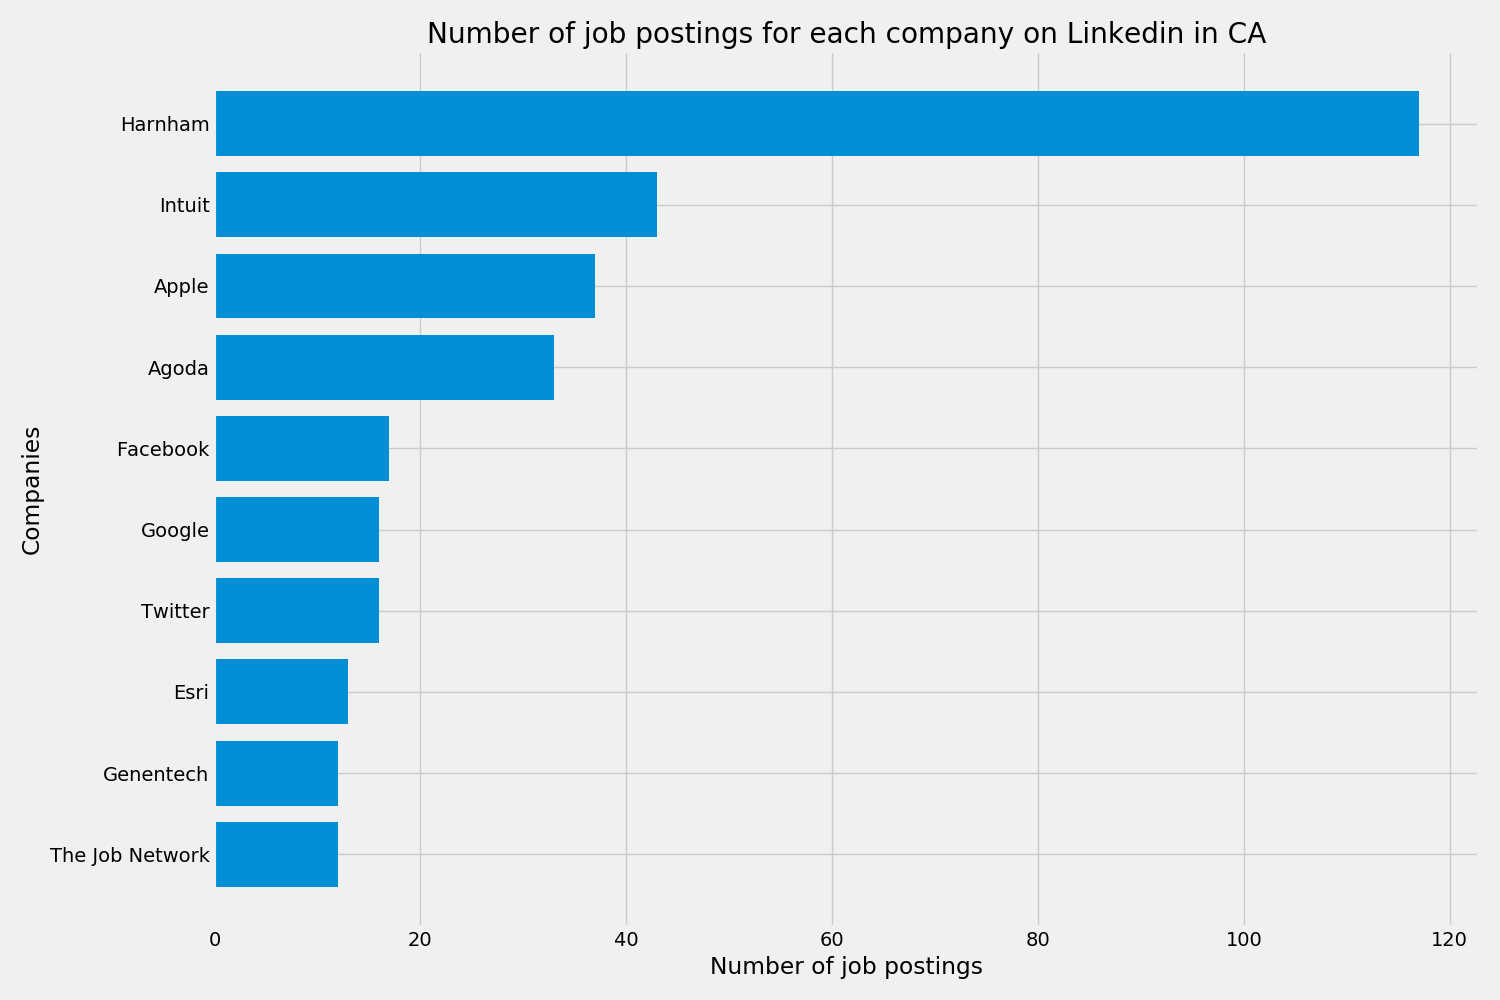 Number of job postings for each company on Linkedin in CA
Companies
Harnham
Intuit
Apple
Agoda
Facebook
Google
Twitter
Esri
Genentech
The Job Network
0 20 40 60 80 100 120
Number of job postings